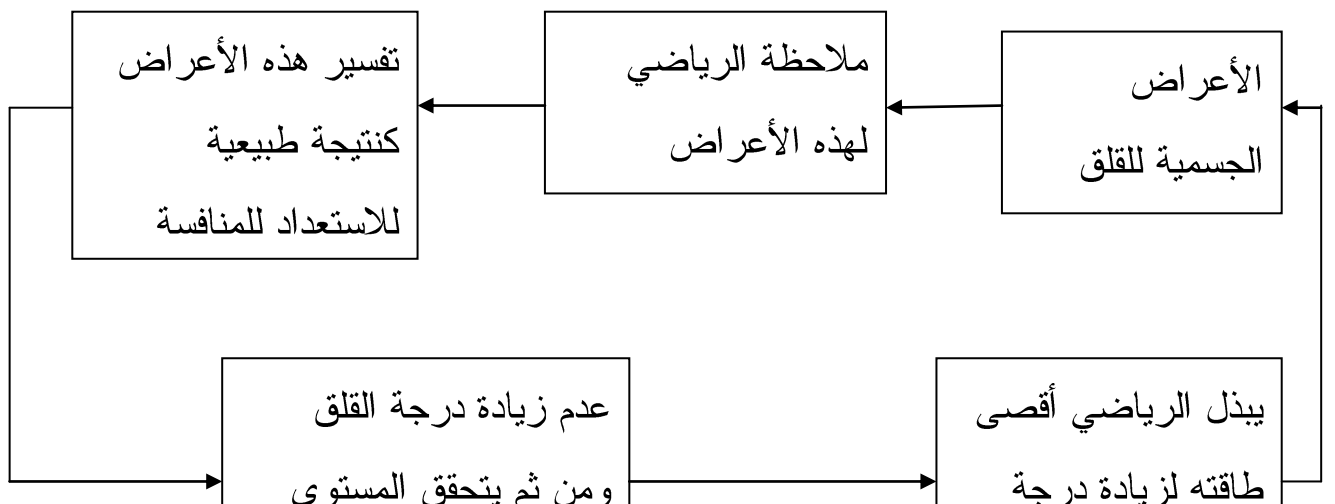 الأعراض
الجسمية للقلق
ملاحظة الرياضي
لهذه الأعراض
تفسير هذه الأعراض
كنتيجة طبيعية
للاستعداد للمنافسة
عدم زيادة درجة القلق
ومن ثم يتحقق المستوى
يبذل الرياضي أقصى
طاقته لزيادة درجة